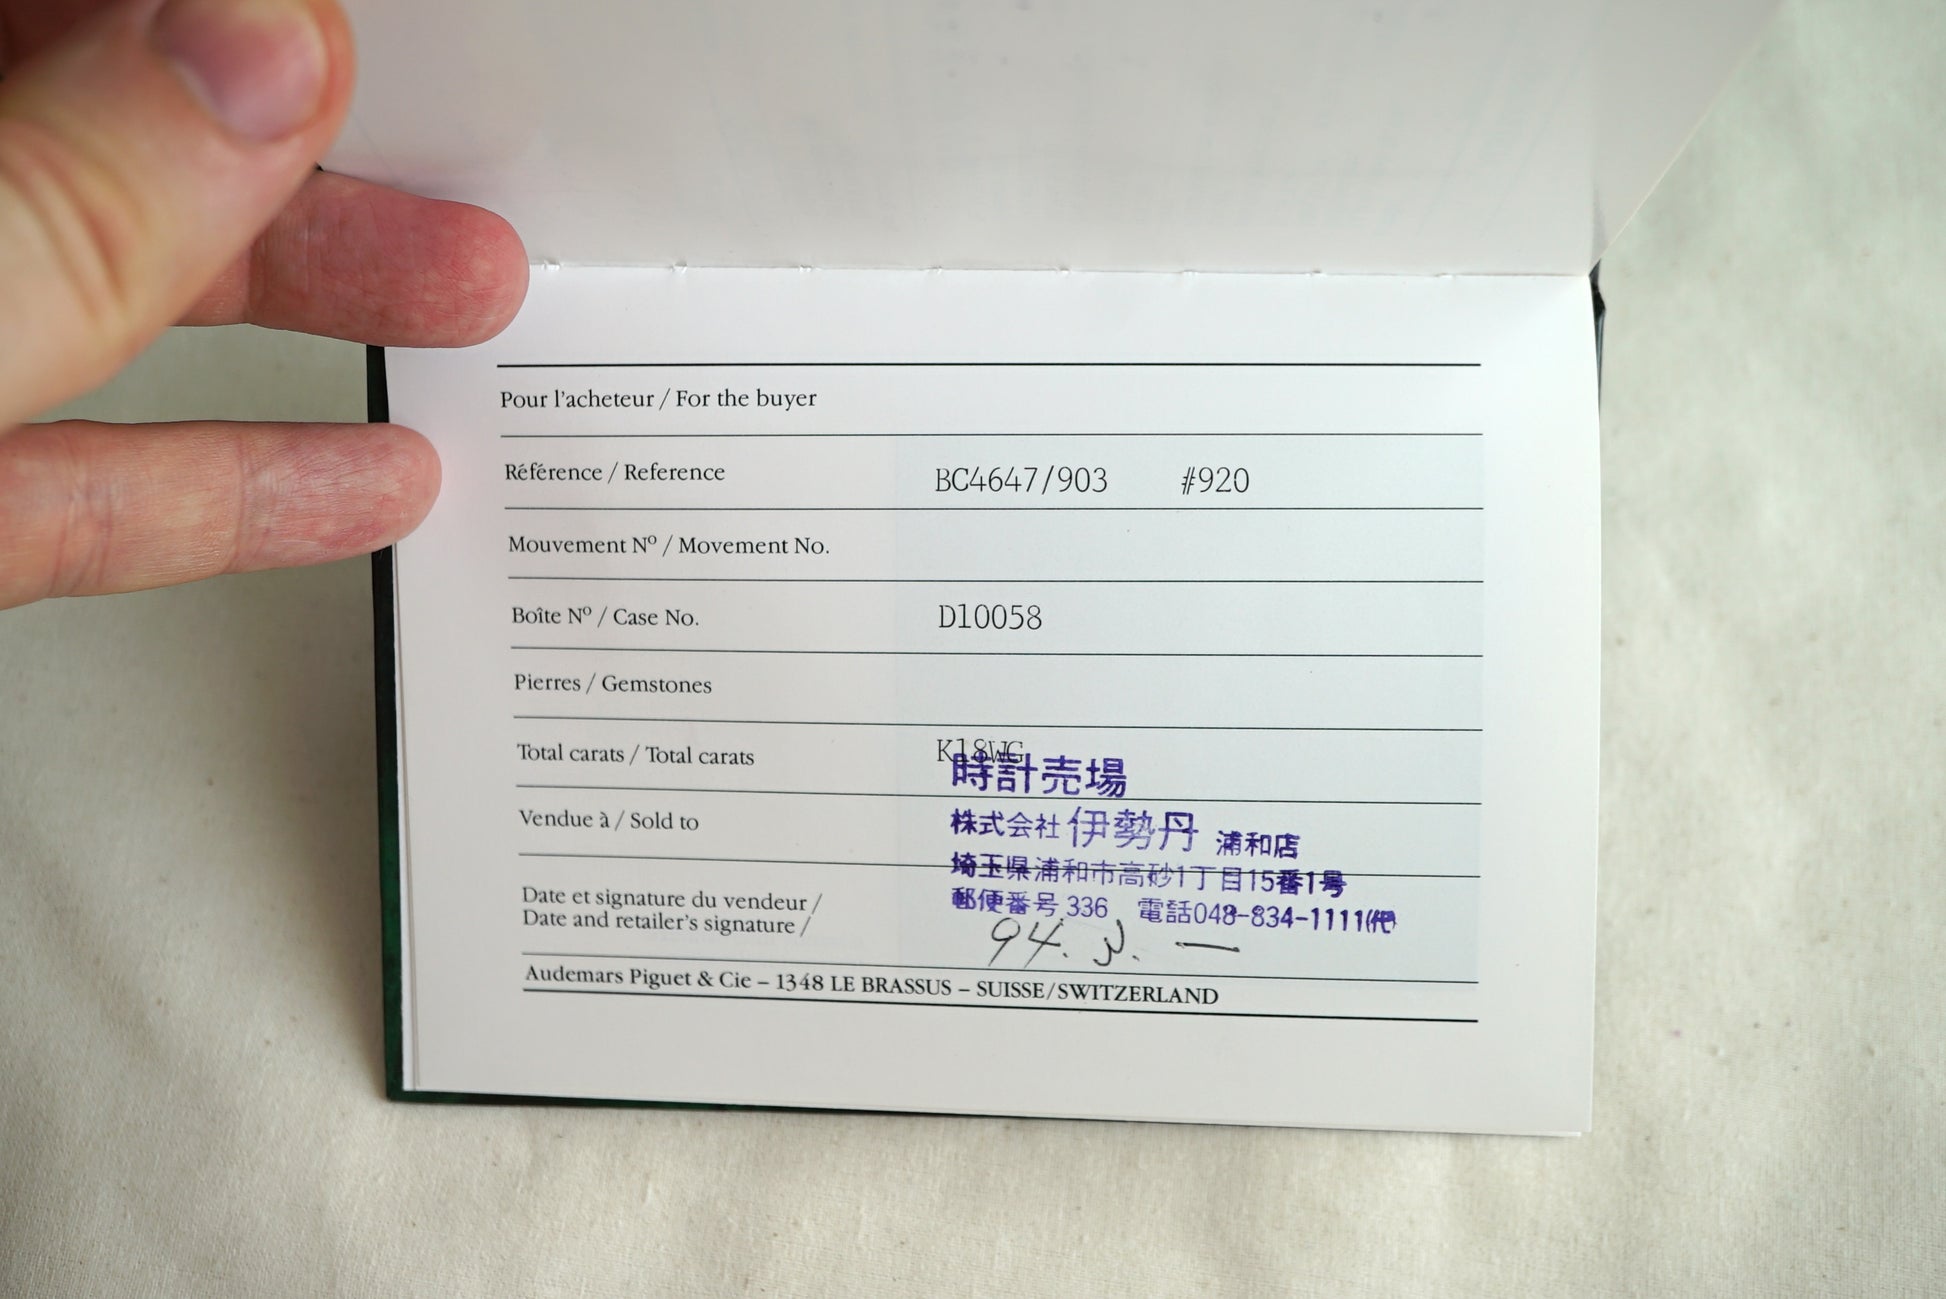 Pour l'acheteur / For the buyer
Référence / Reference BC4647/903 #920
Mouvement Nº / Movement No.
Boîte Nº / Case No. D10058
Pierres / Gemstones
Total carats / Total carats K18WG
時計売場
Vendue à / Sold to 株式会社 伊勢丹 浦和店
埼玉県浦和市高砂1丁目15番1号
Date et signature du vendeur / 郵便番号 336 電話048-834-1111(代)
Date and retailer's signature / 94. —
Audemars Piguet & Cie – 1348 LE BRASSUS – SUISSE/SWITZERLAND